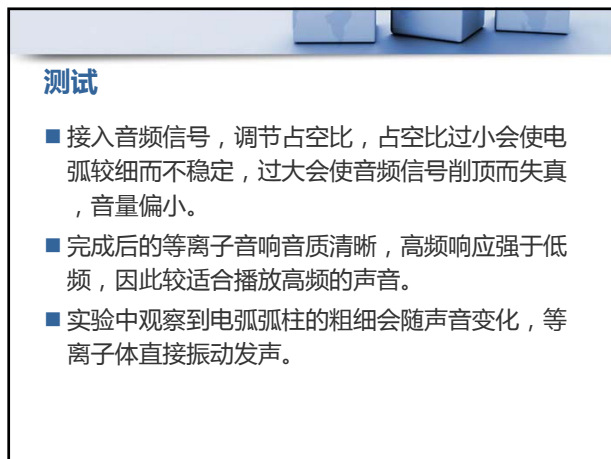 测试
■ 接入音频信号，调节占空比，占空比过小会使电
弧较细而不稳定，过大会使音频信号削顶而失真
，音量偏小。
■ 完成后的等离子音响音质清晰，高频响应强于低
频，因此较适合播放高频的声音。
■ 实验中观察到电弧弧柱的粗细会随声音变化，等
离子体直接振动发声。